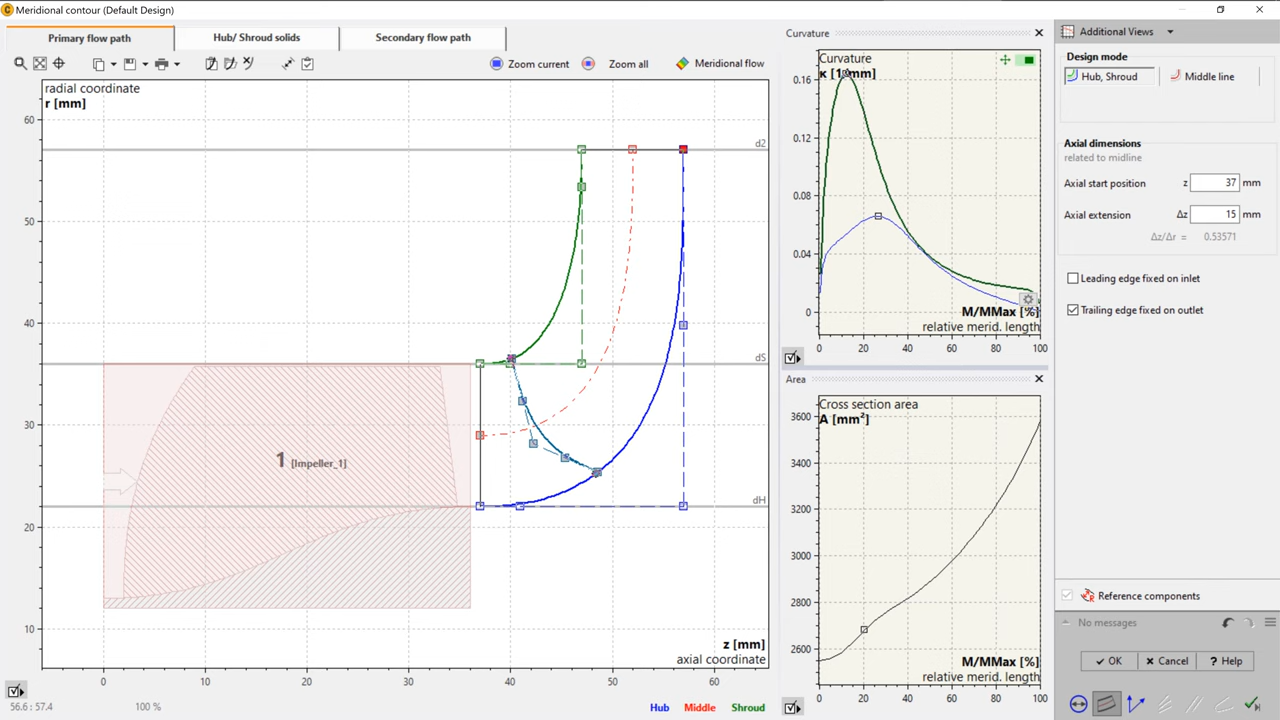 Meridional contour (Default Design)
Primary flow path
Hub/ Shroud solids
Secondary flow path
Zoom current
Zoom all
Meridional flow
radial coordinate
r [mm]
60
50
40
30
20
10
d2
dS
dH
1 [Impeller_1]
z [mm]
axial coordinate
0
10
20
30
40
50
60
56.6 : 57.4
100 %
Hub
Middle
Shroud
Curvature
Curvature
κ [1/mm]
0.16
0.12
0.08
0.04
0
M/MMax [%]
relative merid. length
0
20
40
60
80
100
Area
Cross section area
A [mm²]
3600
3400
3200
3000
2800
2600
M/MMax [%]
relative merid. length
0
20
40
60
80
100
Additional Views
Design mode
Hub, Shroud
Middle line
Axial dimensions
related to midline
Axial start position z 37 mm
Axial extension Δz 15 mm
Δz/Δr = 0.53571
Leading edge fixed on inlet
Trailing edge fixed on outlet
Reference components
No messages
OK
Cancel
? Help